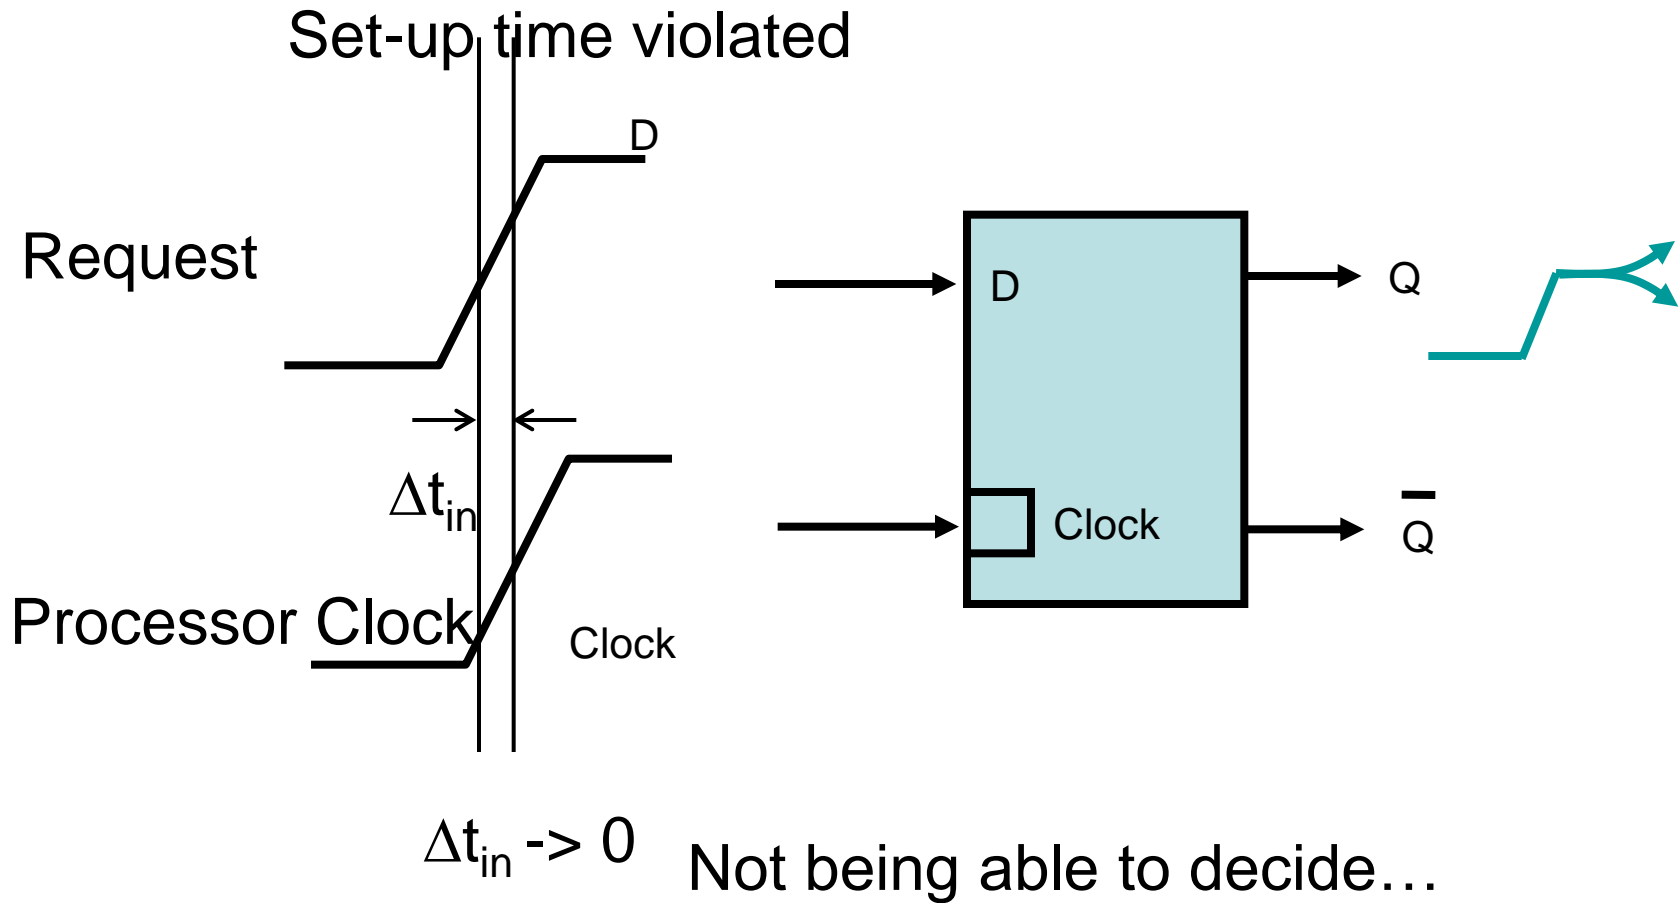 Set-up time violated
D
Request
D
Q
Δtin
Clock
Q̅
Processor Clock
Clock
Δtin -> 0
Not being able to decide…